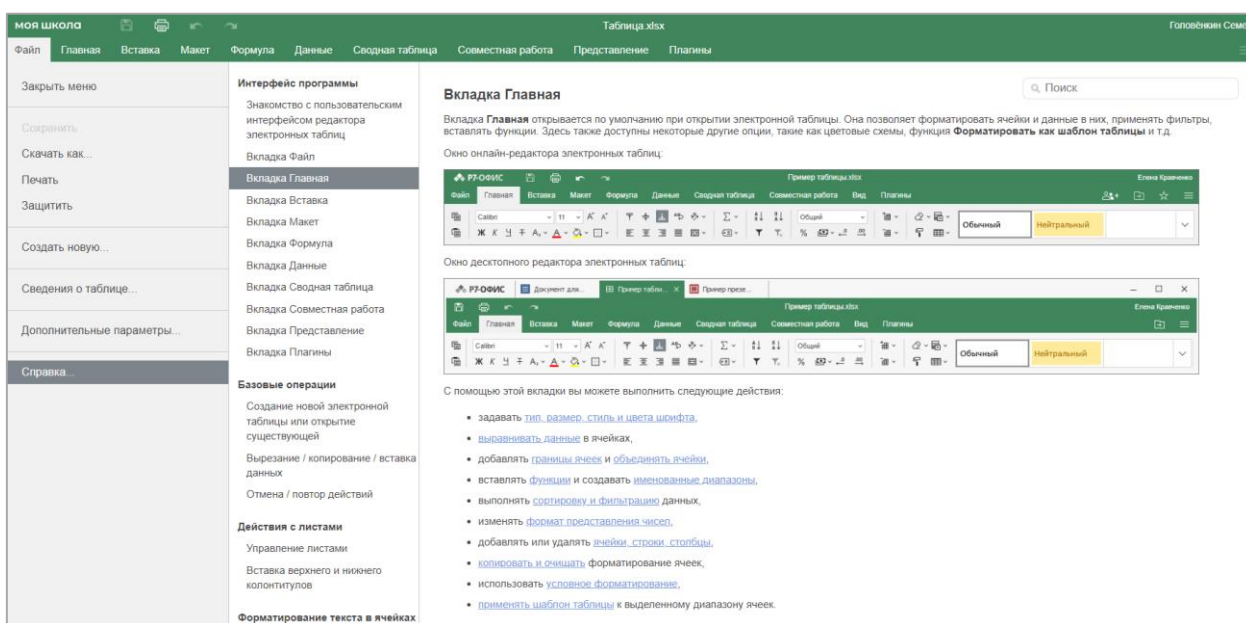 МОЯ ШКОЛА
Таблица.xlsx
Головёнкин Семе
Файл Главная Вставка Макет Формула Данные Сводная таблица Совместная работа Представление Плагины
Закрыть меню
Сохранить
Скачать как...
Печать
Защитить
Создать новую...
Сведения о таблице...
Дополнительные параметры...
Справка...
Интерфейс программы
Знакомство с пользовательским
интерфейсом редактора
электронных таблиц
Вкладка Файл
Вкладка Главная
Вкладка Вставка
Вкладка Макет
Вкладка Формула
Вкладка Данные
Вкладка Сводная таблица
Вкладка Совместная работа
Вкладка Представление
Вкладка Плагины
Базовые операции
Создание новой электронной
таблицы или открытие
существующей
Вырезание / копирование / вставка
данных
Отмена / повтор действий
Действия с листами
Управление листами
Вставка верхнего и нижнего
колонтитулов
Форматирование текста в ячейках
Поиск
Вкладка Главная
Вкладка Главная открывается по умолчанию при открытии электронной таблицы. Она позволяет форматировать ячейки и данные в них, применять фильтры,
вставлять функции. Здесь также доступны некоторые другие опции, такие как цветовые схемы, функция Форматировать как шаблон таблицы и т.д.
Окно онлайн-редактора электронных таблиц:
Р7-ОФИС Пример таблицы.xlsx Елена Кравченко
Файл Главная Вставка Макет Формула Данные Сводная таблица Совместная работа Вид Плагины
Calibri 11 Общий
Ж К Ч
Обычный Нейтральный
Окно десктопного редактора электронных таблиц:
Р7-ОФИС Документ для... Пример табли... Пример презе...
Пример таблицы.xlsx Елена Кравченко
Файл Главная Вставка Макет Формула Данные Сводная таблица Совместная работа Вид Плагины
Calibri 11 Общий
Ж К Ч
Обычный Нейтральный
С помощью этой вкладки вы можете выполнить следующие действия:
• задавать тип, размер, стиль и цвета шрифта,
• выравнивать данные в ячейках,
• добавлять границы ячеек и объединять ячейки,
• вставлять функции и создавать именованные диапазоны,
• выполнять сортировку и фильтрацию данных,
• изменять формат представления чисел,
• добавлять или удалять ячейки, строки, столбцы,
• копировать и очищать форматирование ячеек,
• использовать условное форматирование,
• применять шаблон таблицы к выделенному диапазону ячеек.